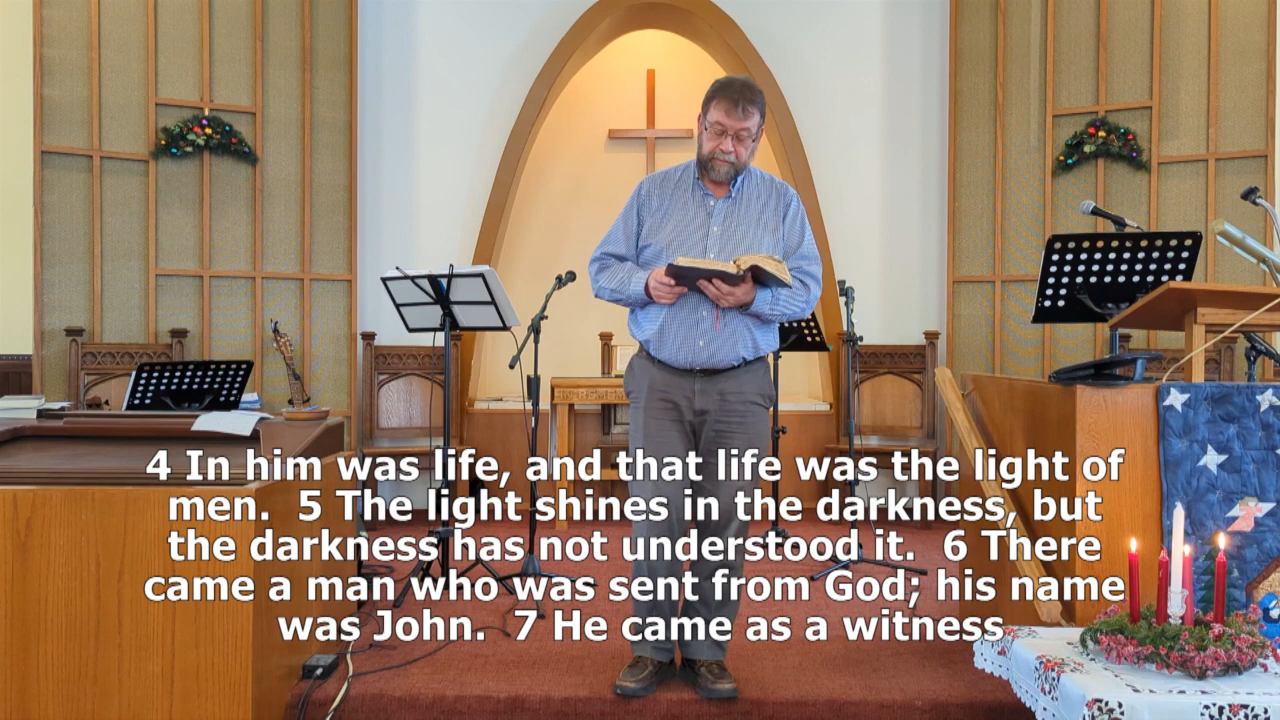 4 In him was life, and that life was the light of
men.  5 The light shines in the darkness, but
the darkness has not understood it.  6 There
came a man who was sent from God; his name
was John.  7 He came as a witness